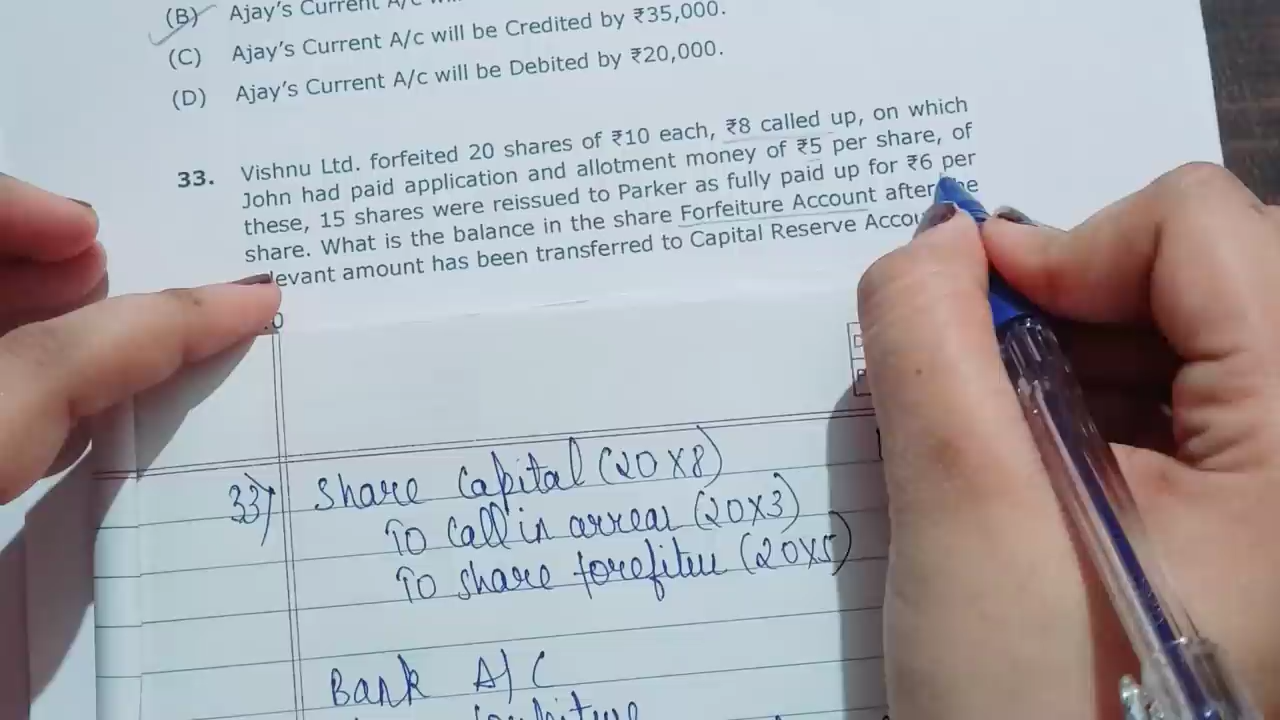 (B) Ajay's Current A/c
(C) Ajay's Current A/c will be Credited by ₹35,000.
(D) Ajay's Current A/c will be Debited by ₹20,000.
33. Vishnu Ltd. forfeited 20 shares of ₹10 each, ₹8 called up, on which
John had paid application and allotment money of ₹5 per share, of
these, 15 shares were reissued to Parker as fully paid up for ₹6 per
share. What is the balance in the share Forfeiture Account after
levant amount has been transferred to Capital Reserve
33) Share Capital (20x8)
To Call in arrear (20x3)
To share forefiteu (20x5)
Bank A/C